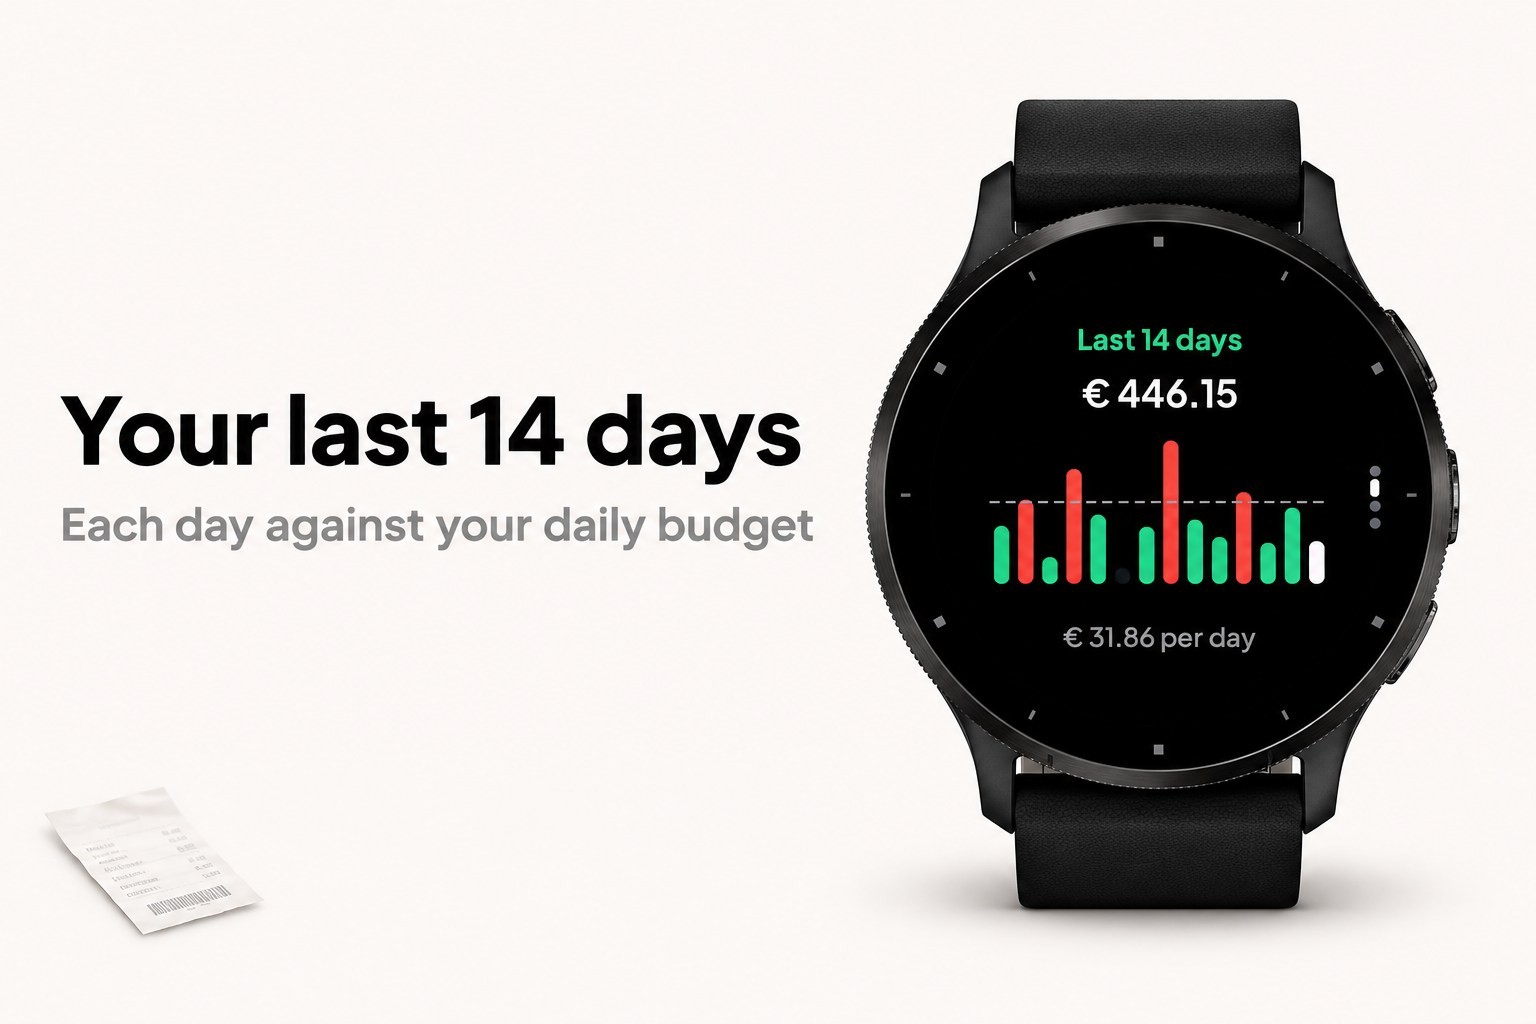 Your last 14 days
Each day against your daily budget
Last 14 days
€ 446.15
€ 31.86 per day